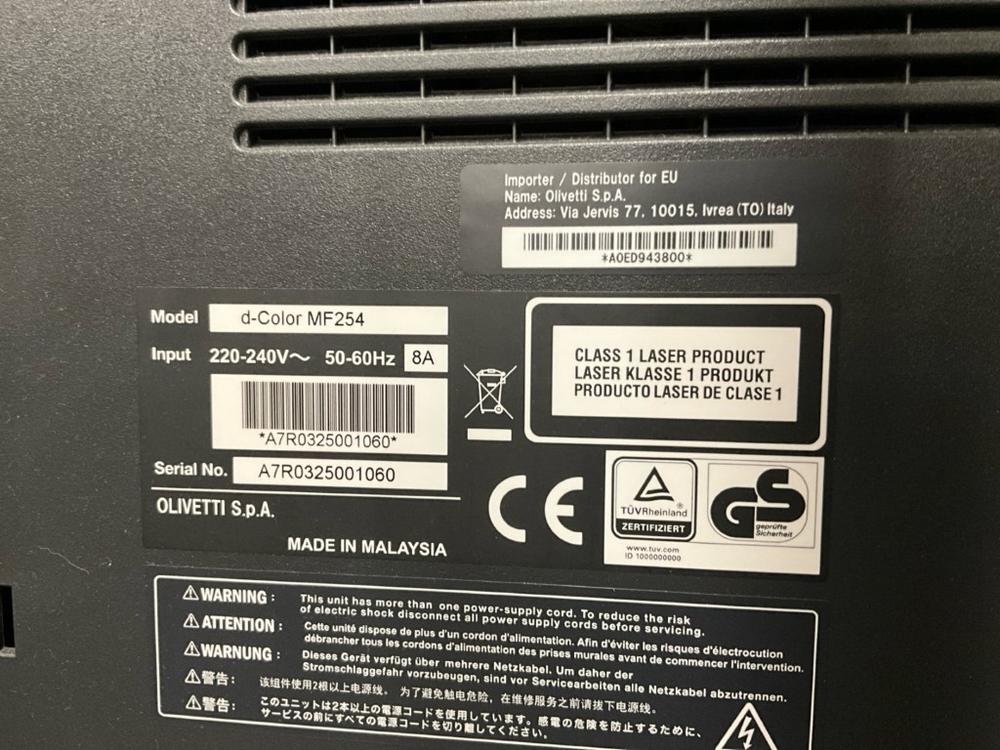 Importer / Distributor for EU
Name: Olivetti S.p.A.
Address: Via Jervis 77, 10015, Ivrea (TO) Italy
*A0ED943800*
Model d-Color MF254
Input 220-240V～ 50-60Hz 8A
*A7R0325001060*
Serial No. A7R0325001060
OLIVETTI S.p.A.
MADE IN MALAYSIA
CLASS 1 LASER PRODUCT
LASER KLASSE 1 PRODUKT
PRODUCTO LASER DE CLASE 1
CE
TÜVRheinland®
ZERTIFIZIERT
GS
geprüfte
Sicherheit
www.tuv.com
ID 1000000000
⚠WARNING : This unit has more than one power-supply cord. To reduce the risk
of electric shock disconnect all power supply cords before servicing.
⚠ATTENTION : Cette unité dispose de plus d'un cordon d'alimentation. Afin d'éviter les risques d'électrocution
débrancher tous les cordons d'alimentation des prises murales avant de commencer l'intervention.
⚠WARNUNG : Dieses Gerät verfügt über mehrere Netzkabel. Um daher der
Stromschlaggefahr vorzubeugen, sind vor Servicearbeiten alle Netzkabel abzutrennen.
⚠警告: 该组件使用2根以上电源线。 为了避免触电危险，在维修服务之前请拔下电源线。
⚠警告: このユニットは2本以上の電源コードを使用しています。感電の危険を防止するために、
サービスの前にすべての電源コードを切り離してください。